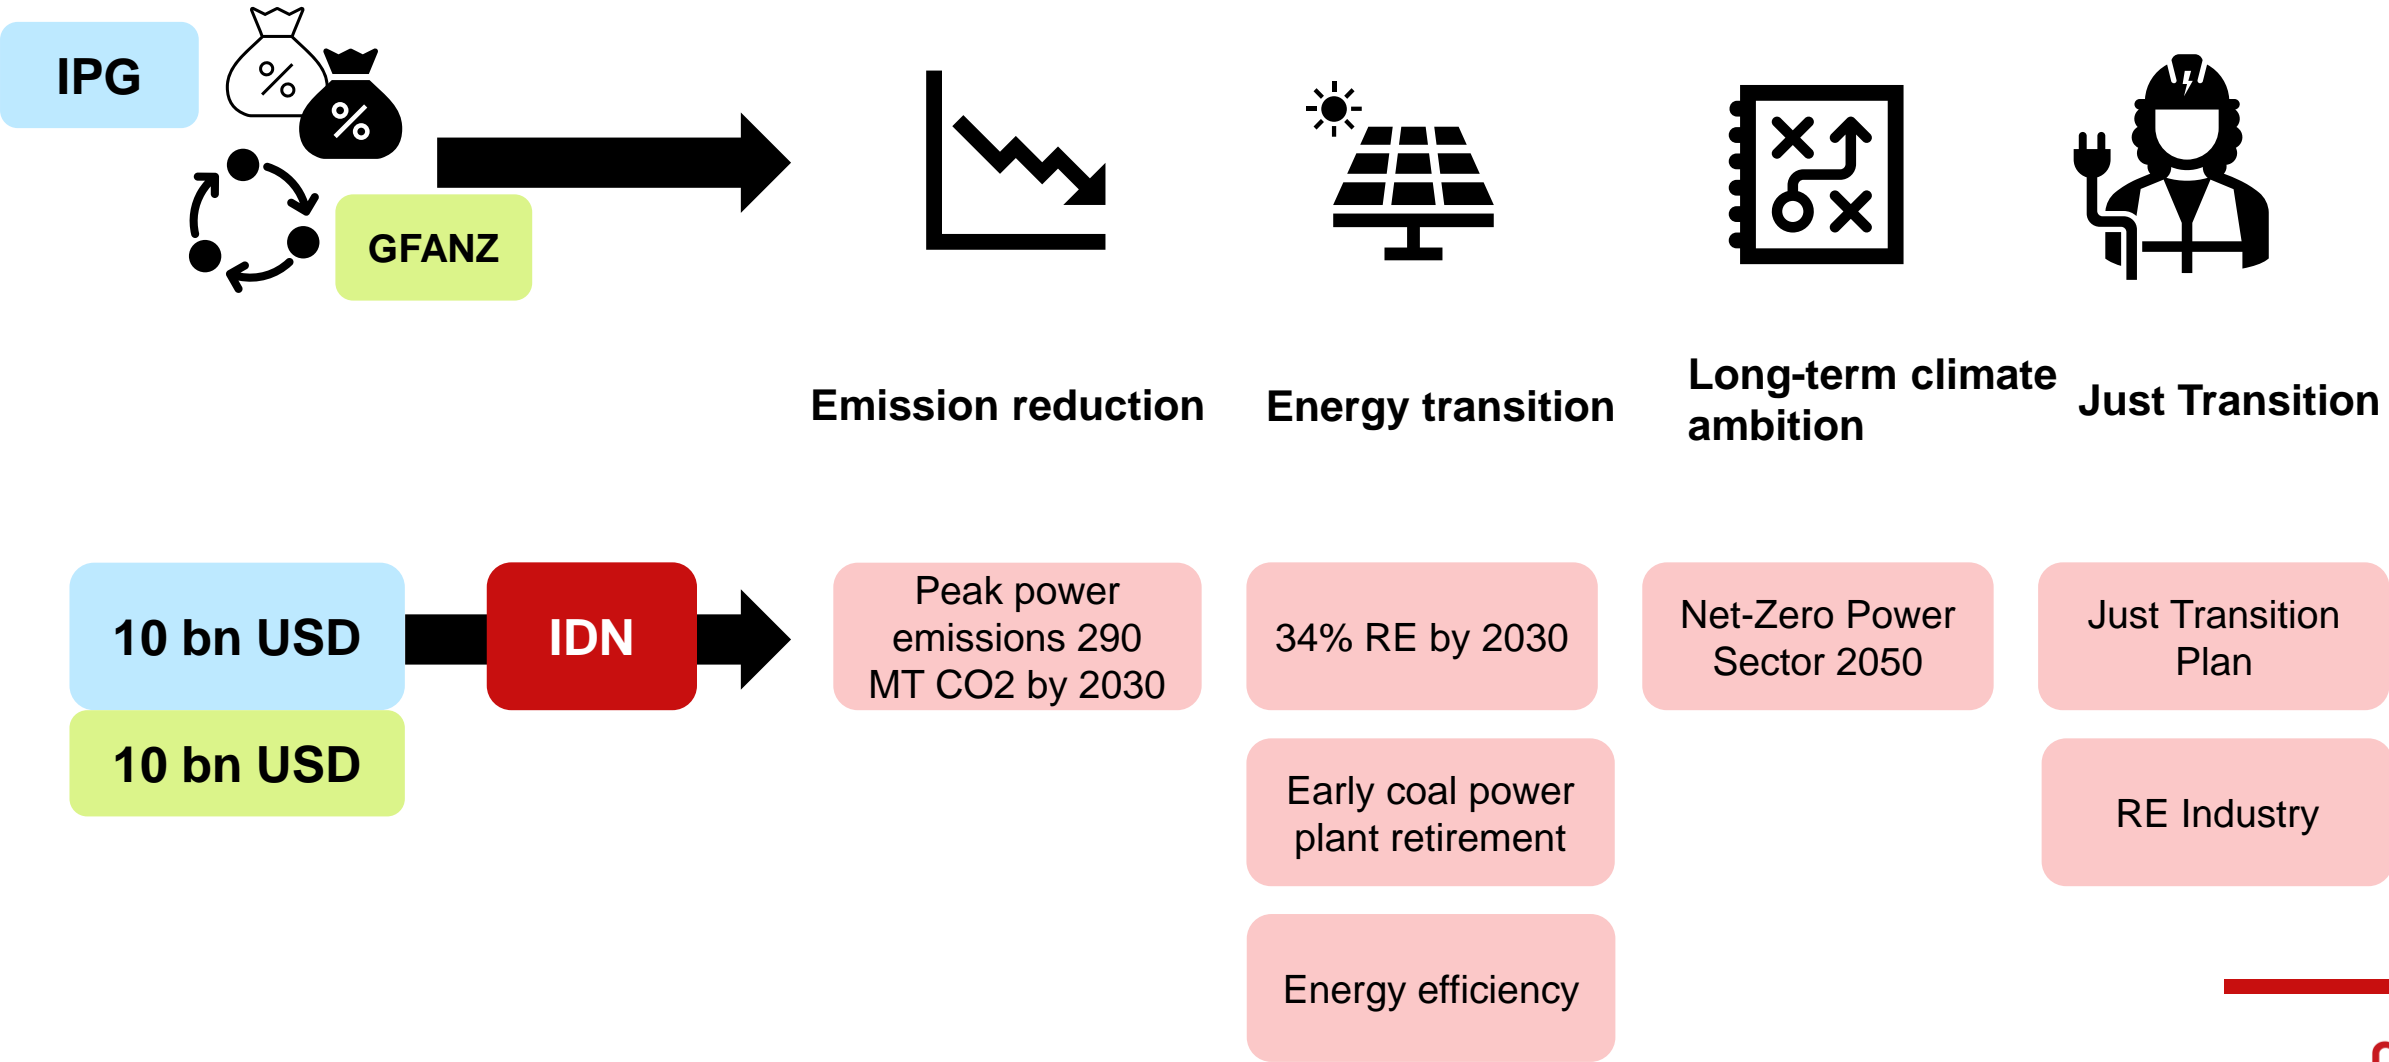 IPG
GFANZ
Emission reduction
Energy transition
Long-term climate
ambition
Just Transition
10 bn USD
IDN
Peak power
emissions 290
MT CO2 by 2030
34% RE by 2030
Net-Zero Power
Sector 2050
Just Transition
Plan
10 bn USD
Early coal power
plant retirement
RE Industry
Energy efficiency